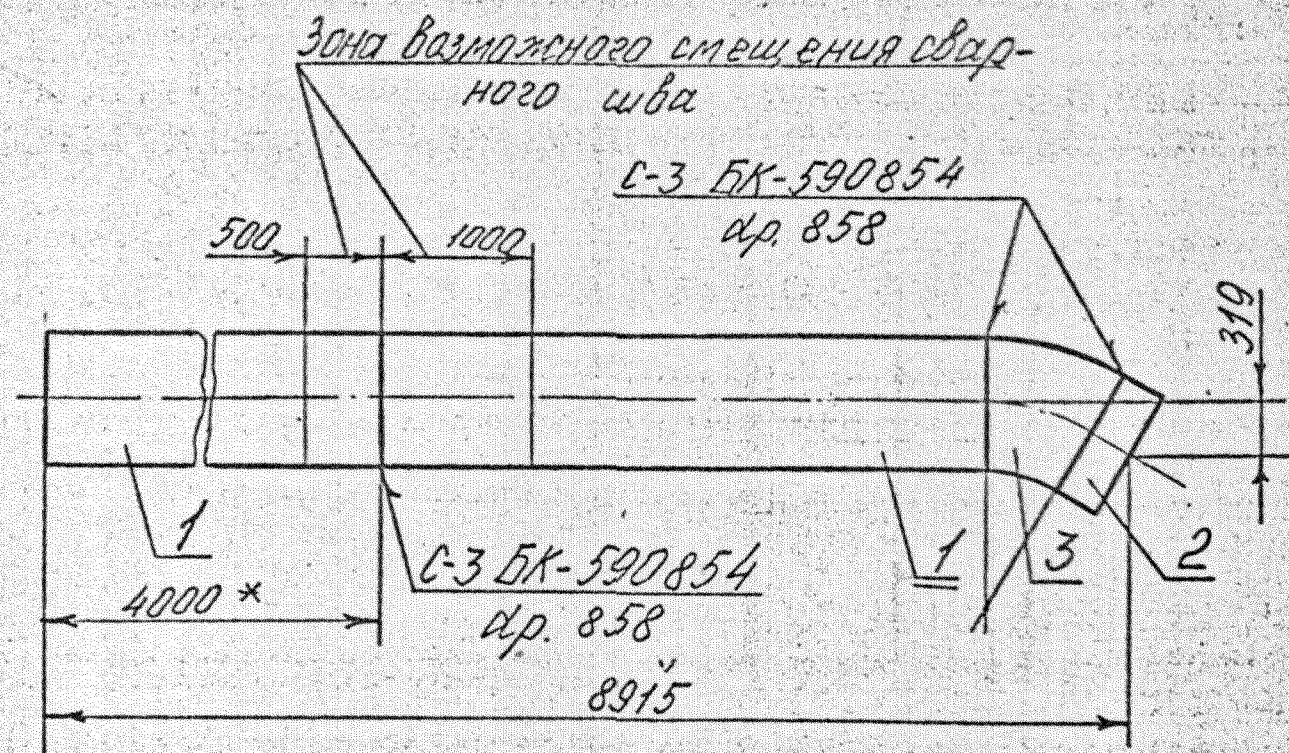 Зона возможного смещения свар-
ного шва
С-3 БК-590854
др. 858
500
1000
319
1
1
3
2
С-3 БК-590854
др. 858
4000 *
8915